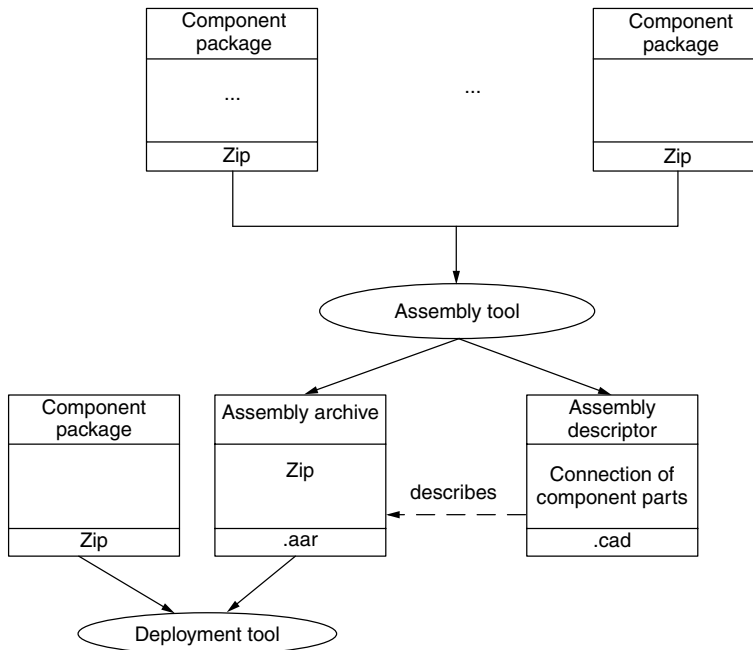 Component
package
...
Zip
...
Component
package
Zip
Assembly tool
Component
package
Zip
Assembly archive
Zip
.aar
describes
Assembly
descriptor
Connection of
component parts
.cad
Deployment tool